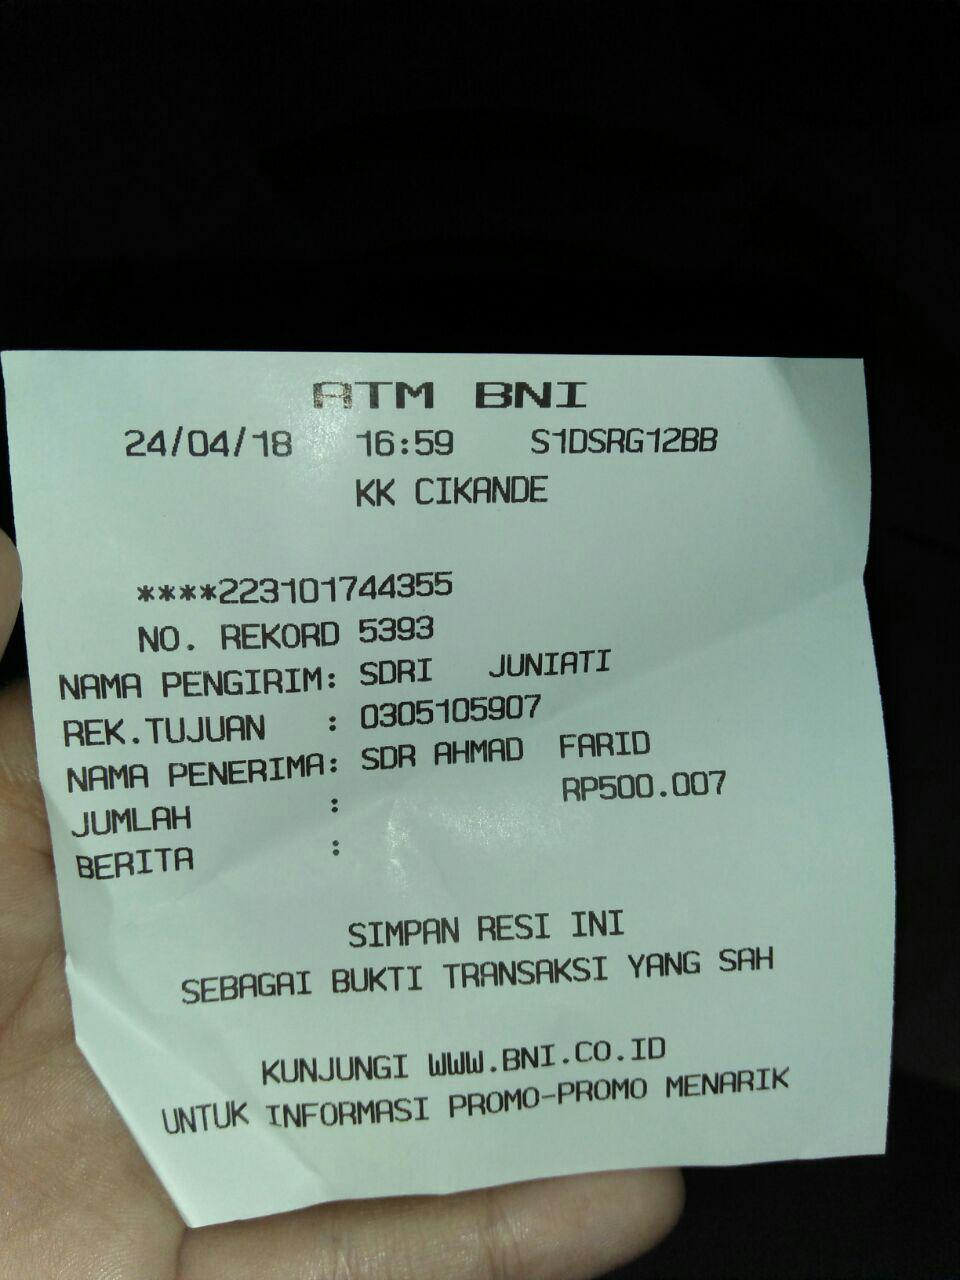 ATM BNI
24/04/18 16:59 S1DSRG12BB
KK CIKANDE
****223101744355
NO. REKORD 5393
NAMA PENGIRIM: SDRI JUNIATI
REK.TUJUAN : 0305105907
NAMA PENERIMA: SDR AHMAD FARID
JUMLAH : RP500.007
BERITA :
SIMPAN RESI INI
SEBAGAI BUKTI TRANSAKSI YANG SAH
KUNJUNGI WWW.BNI.CO.ID
UNTUK INFORMASI PROMO-PROMO MENARIK